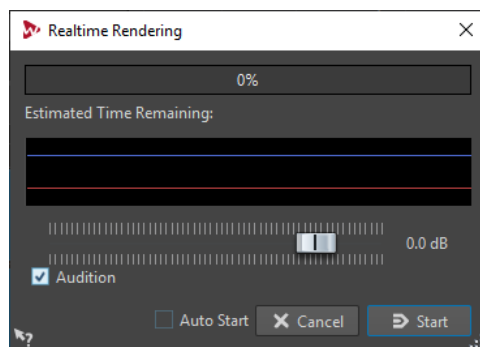 Realtime Rendering
0%
Estimated Time Remaining:
0.0 dB
Audition
Auto Start
Cancel
Start
?